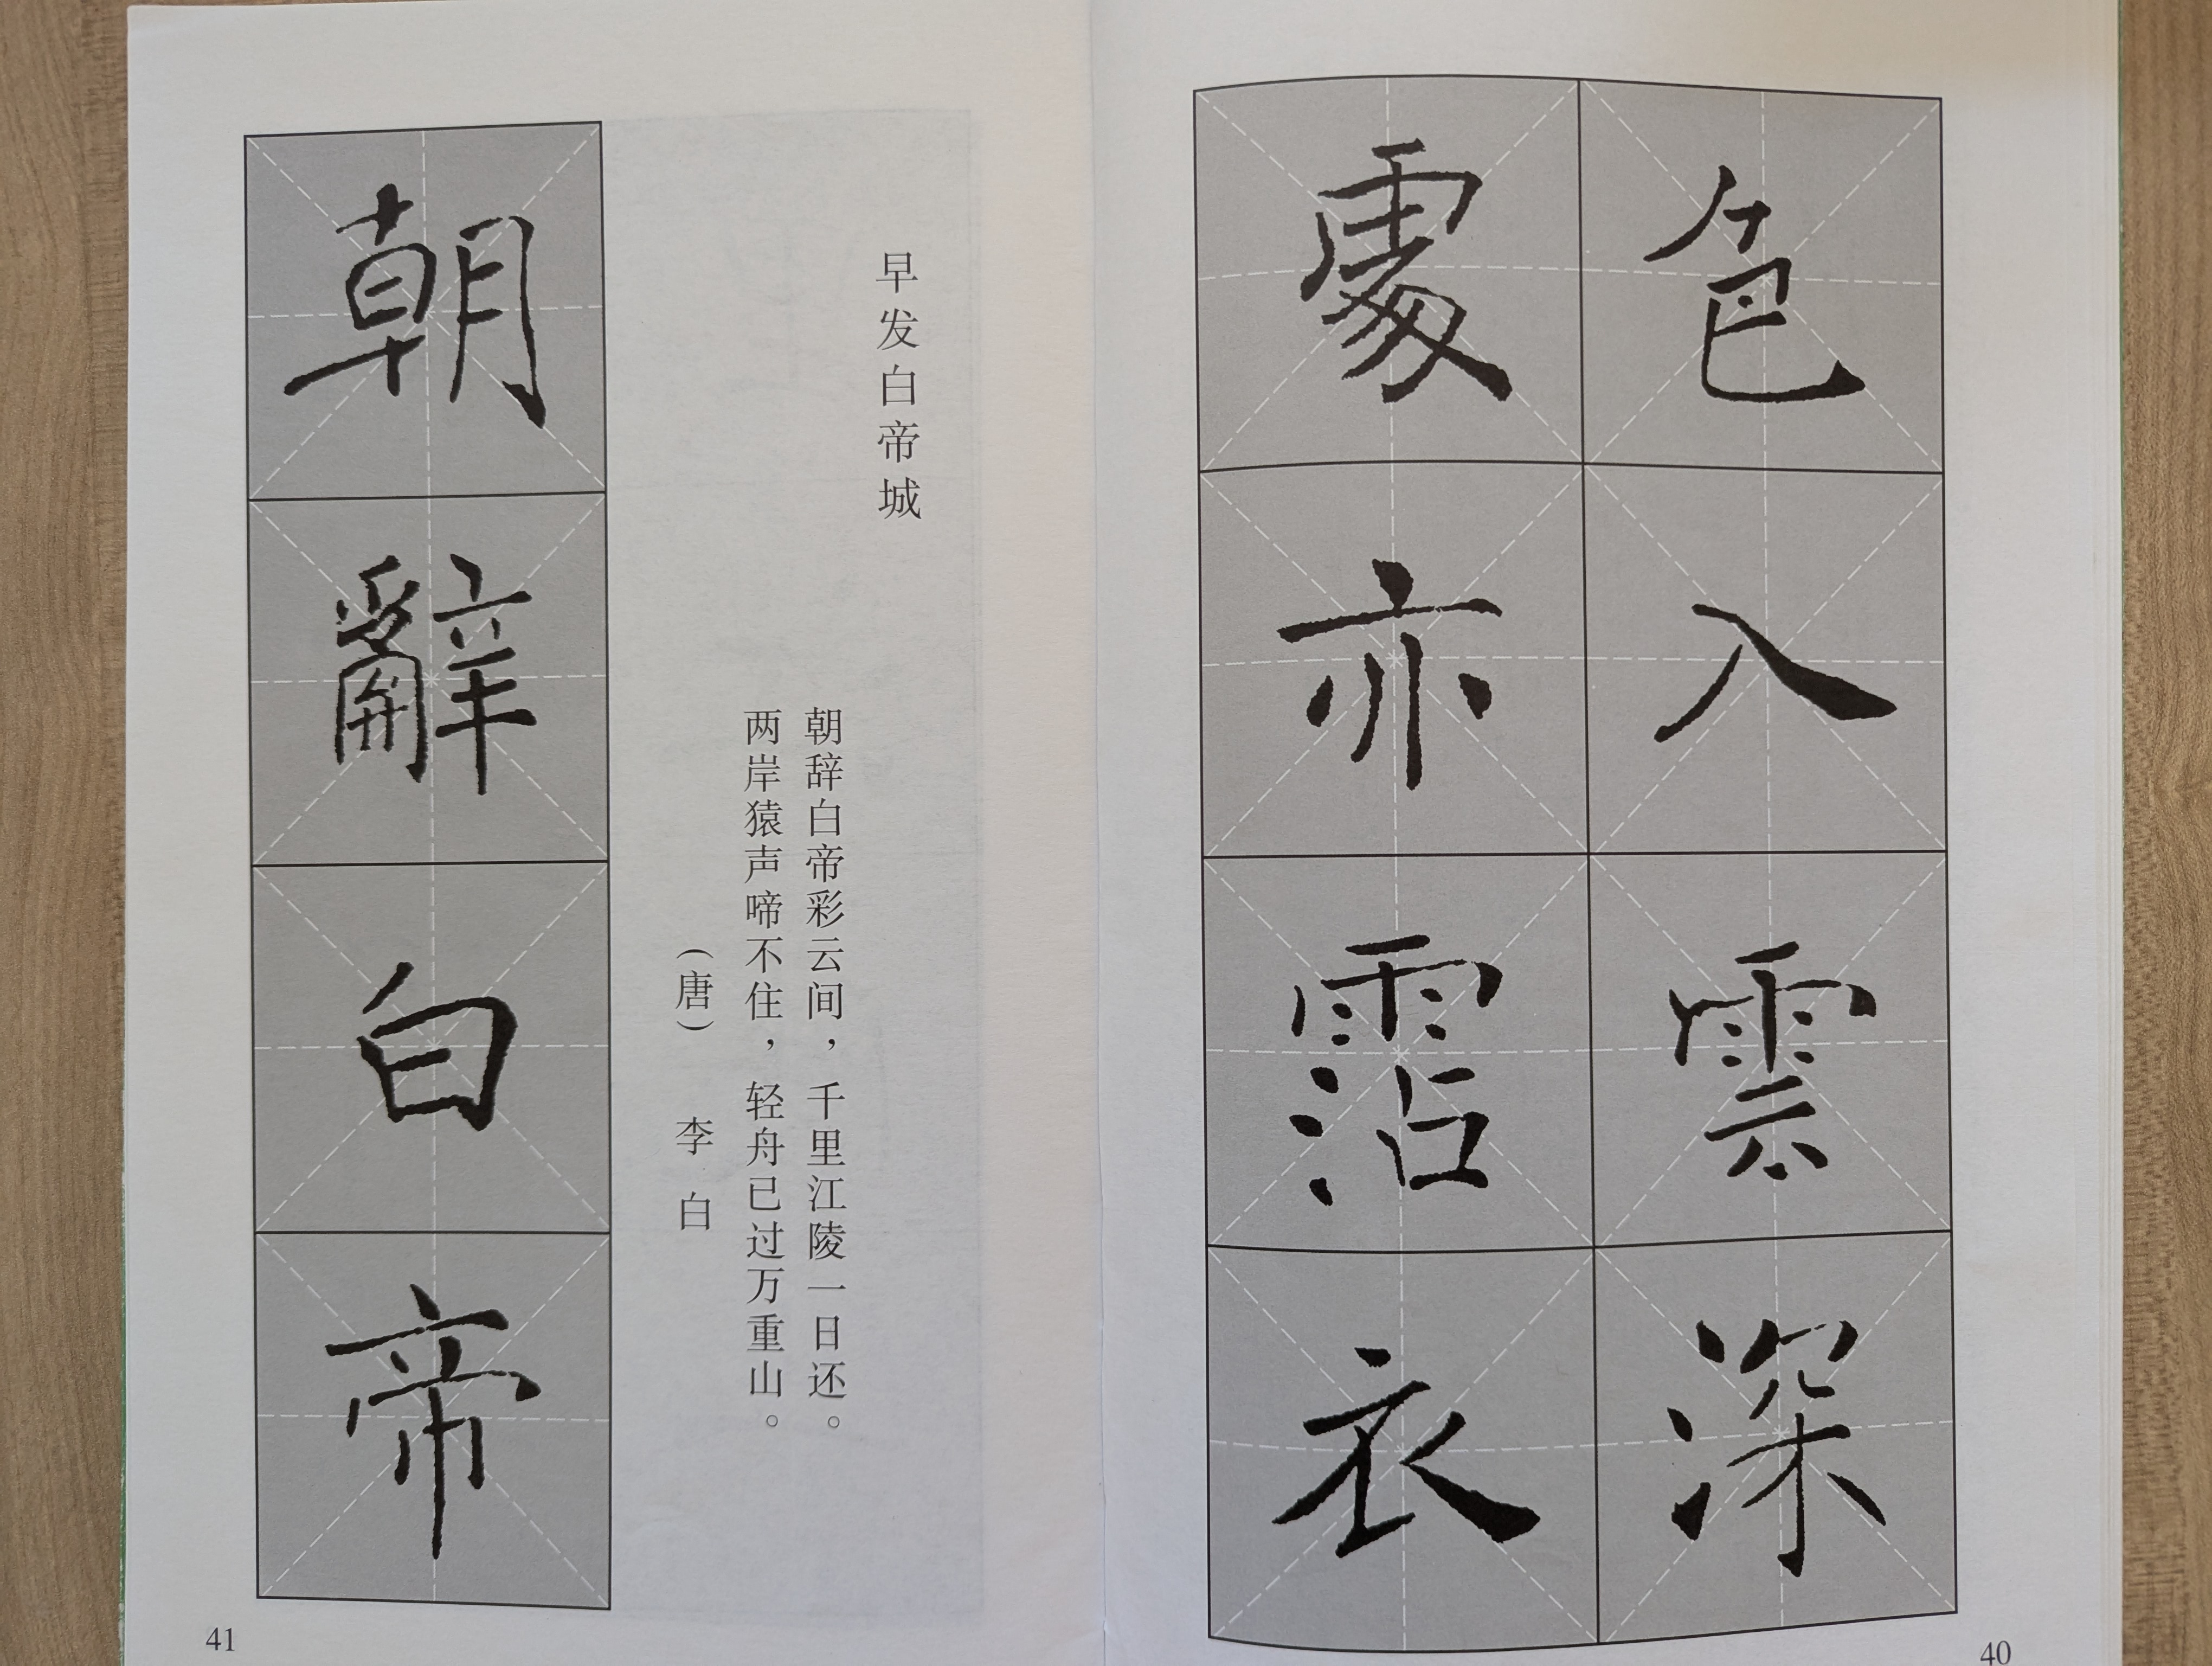 色入雲深
處亦霑衣
40
早发白帝城
朝辞白帝彩云间，千里江陵一日还。
两岸猿声啼不住，轻舟已过万重山。
（唐） 李白
朝辭白帝
41